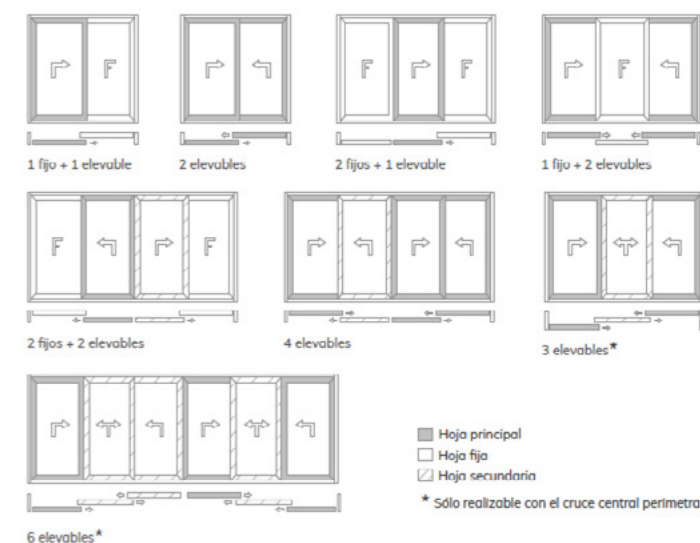 F
1 fijo + 1 elevable
2 elevables
F F
2 fijos + 1 elevable
F
1 fijo + 2 elevables
F F
2 fijos + 2 elevables
4 elevables
3 elevables*
Hoja principal
Hoja fija
Hoja secundaria
* Sólo realizable con el cruce central perimetra
6 elevables*